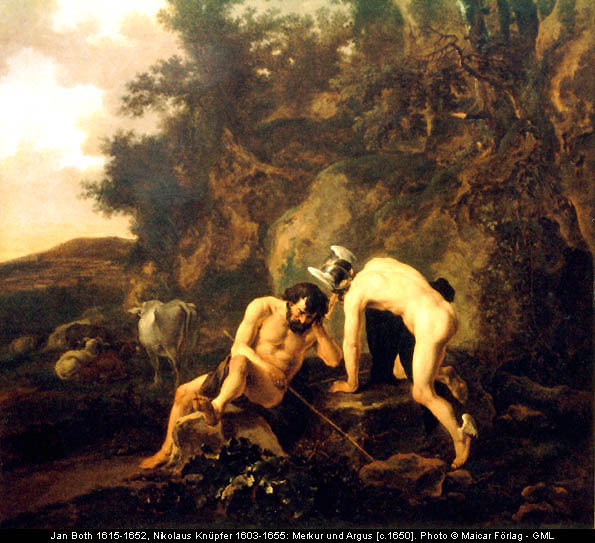 Jan Both 1615-1652, Nikolaus Knüpfer 1603-1655: Merkur und Argus [c.1650]. Photo © Maicar Förlag - GML